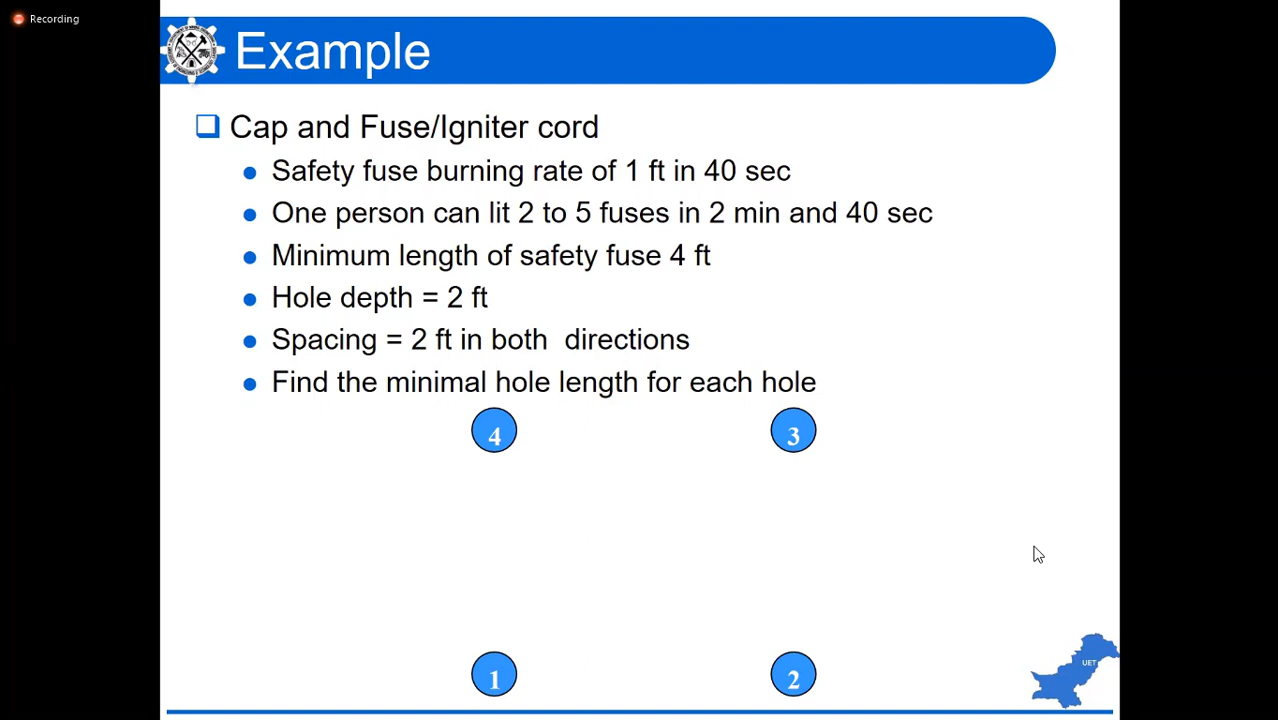 Recording
Example
Cap and Fuse/Igniter cord
Safety fuse burning rate of 1 ft in 40 sec
One person can lit 2 to 5 fuses in 2 min and 40 sec
Minimum length of safety fuse 4 ft
Hole depth = 2 ft
Spacing = 2 ft in both directions
Find the minimal hole length for each hole
4
3
1
2
UET